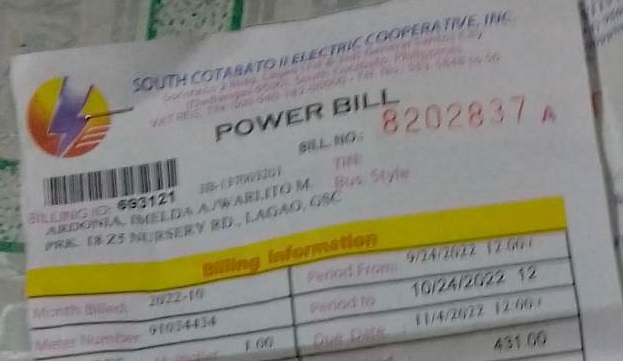 SOUTH COTABATO II ELECTRIC COOPERATIVE, INC.
POWER BILL
BILL NO: 8202837 A
TIN:
Bus. Style
BILLING ID: 693121
ARDONIA, IMELDA A./WARLITO M.
PRK. 18-25 NURSERY RD., LAGAO, GSC
Billing Information
Month Billed: 2022-10 Period From: 9/24/2022 12:00:
Meter Number 91054434 Period to 10/24/2022 12
1.00 Due Date 11/4/2022 12:00:
431.00